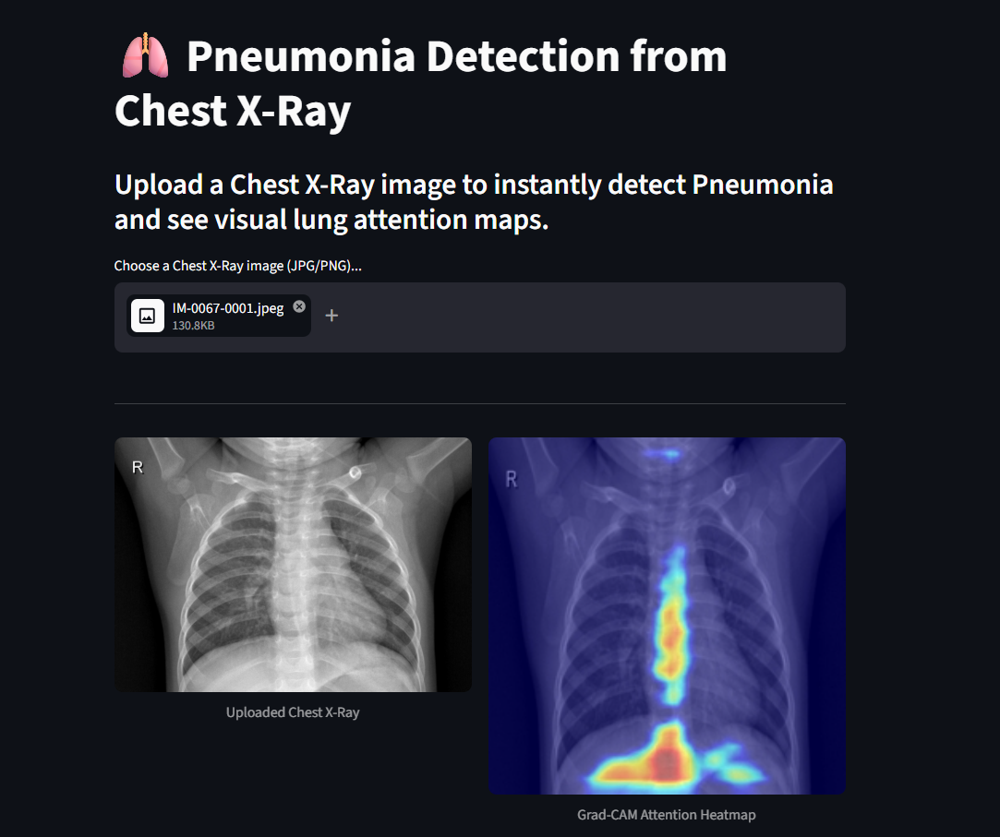 Pneumonia Detection from
Chest X-Ray
Upload a Chest X-Ray image to instantly detect Pneumonia
and see visual lung attention maps.
Choose a Chest X-Ray image (JPG/PNG)...
IM-0067-0001.jpeg
130.8KB
R
R
Uploaded Chest X-Ray
Grad-CAM Attention Heatmap